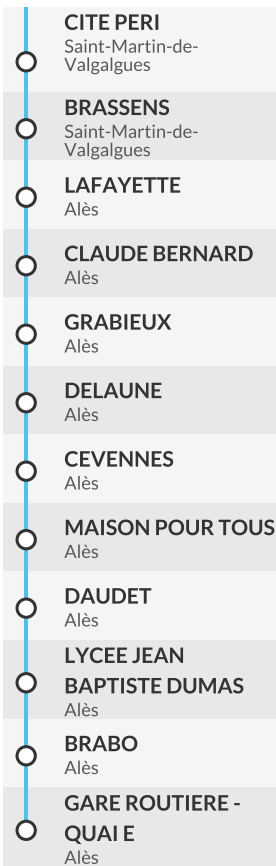 CITE PERI
Saint-Martin-de-
Valgalgues
BRASSENS
Saint-Martin-de-
Valgalgues
LAFAYETTE
Alès
CLAUDE BERNARD
Alès
GRABIEUX
Alès
DELAUNE
Alès
CEVENNES
Alès
MAISON POUR TOUS
Alès
DAUDET
Alès
LYCEE JEAN
BAPTISTE DUMAS
Alès
BRABO
Alès
GARE ROUTIERE -
QUAI E
Alès